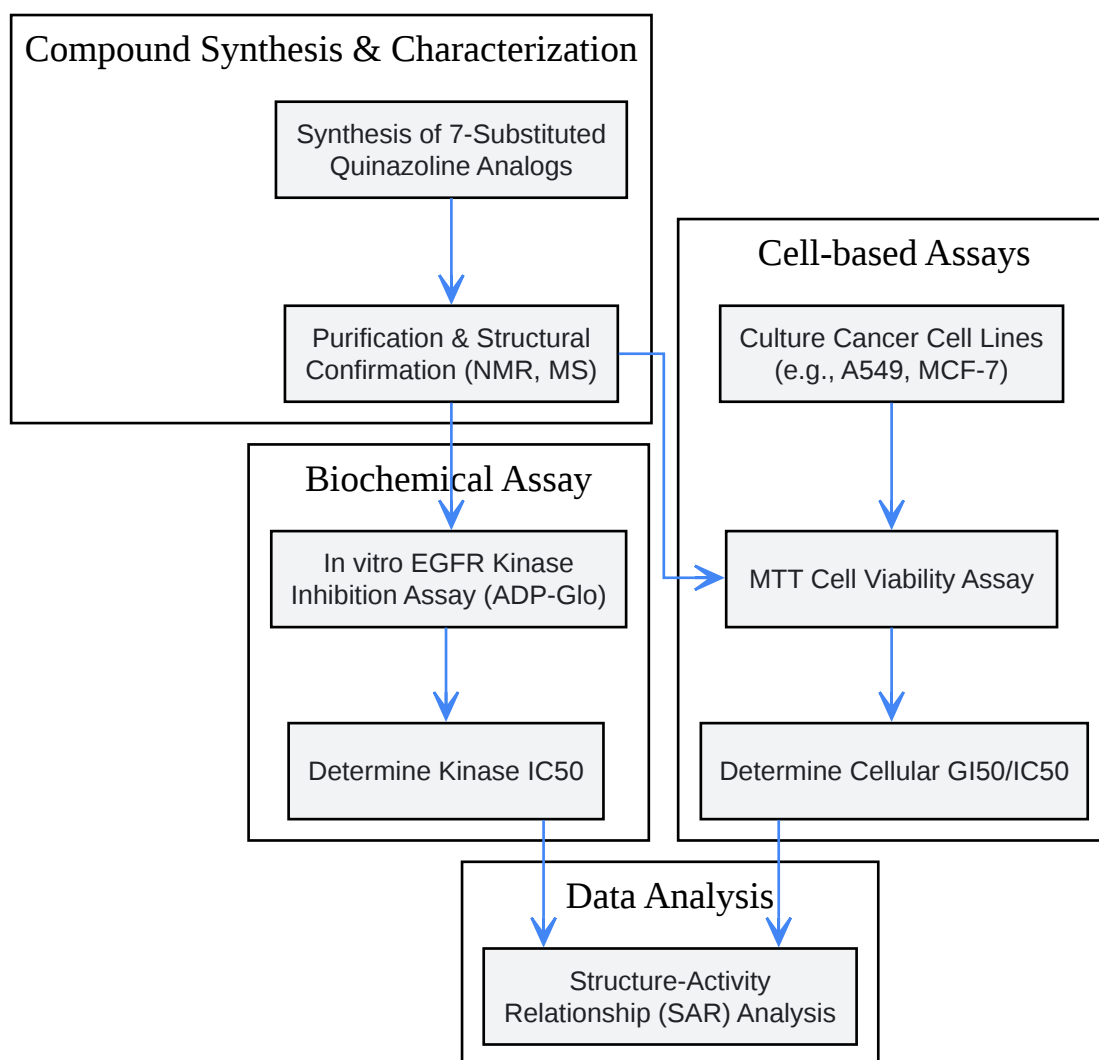 Compound Synthesis & Characterization
Synthesis of 7-Substituted
Quinazoline Analogs
Purification & Structural
Confirmation (NMR, MS)
Biochemical Assay
In vitro EGFR Kinase
Inhibition Assay (ADP-Glo)
Determine Kinase IC50
Cell-based Assays
Culture Cancer Cell Lines
(e.g., A549, MCF-7)
MTT Cell Viability Assay
Determine Cellular GI50/IC50
Data Analysis
Structure-Activity
Relationship (SAR) Analysis